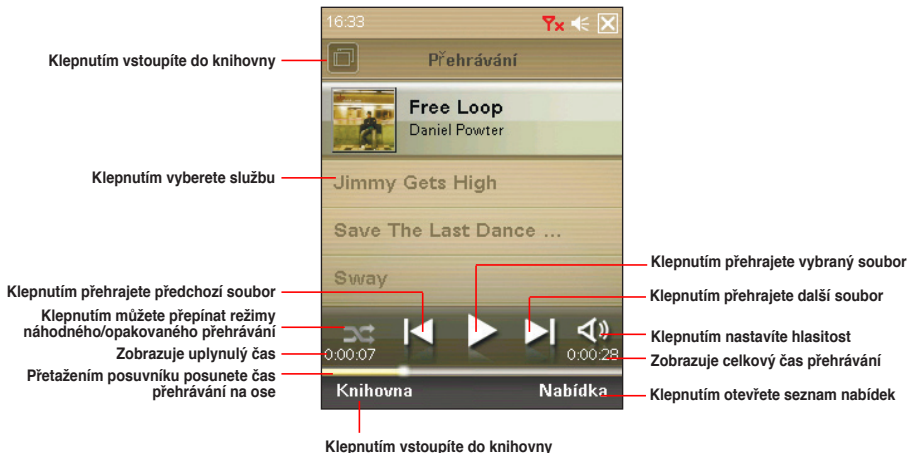 16:33
Přehrávání
Klepnutím vstoupíte do knihovny
Free Loop
Daniel Powter
Klepnutím vyberete službu
Jimmy Gets High
Save The Last Dance ...
Sway
Klepnutím přehrajete předchozí soubor
Klepnutím můžete přepínat režimy
náhodného/opakovaného přehrávání
Zobrazuje uplynulý čas
Přetažením posuvníku posunete čas
přehrávání na ose
0:00:07
0:00:28
Knihovna
Nabídka
Klepnutím přehrajete vybraný soubor
Klepnutím přehrajete další soubor
Klepnutím nastavíte hlasitost
Zobrazuje celkový čas přehrávání
Klepnutím otevřete seznam nabídek
Klepnutím vstoupíte do knihovny